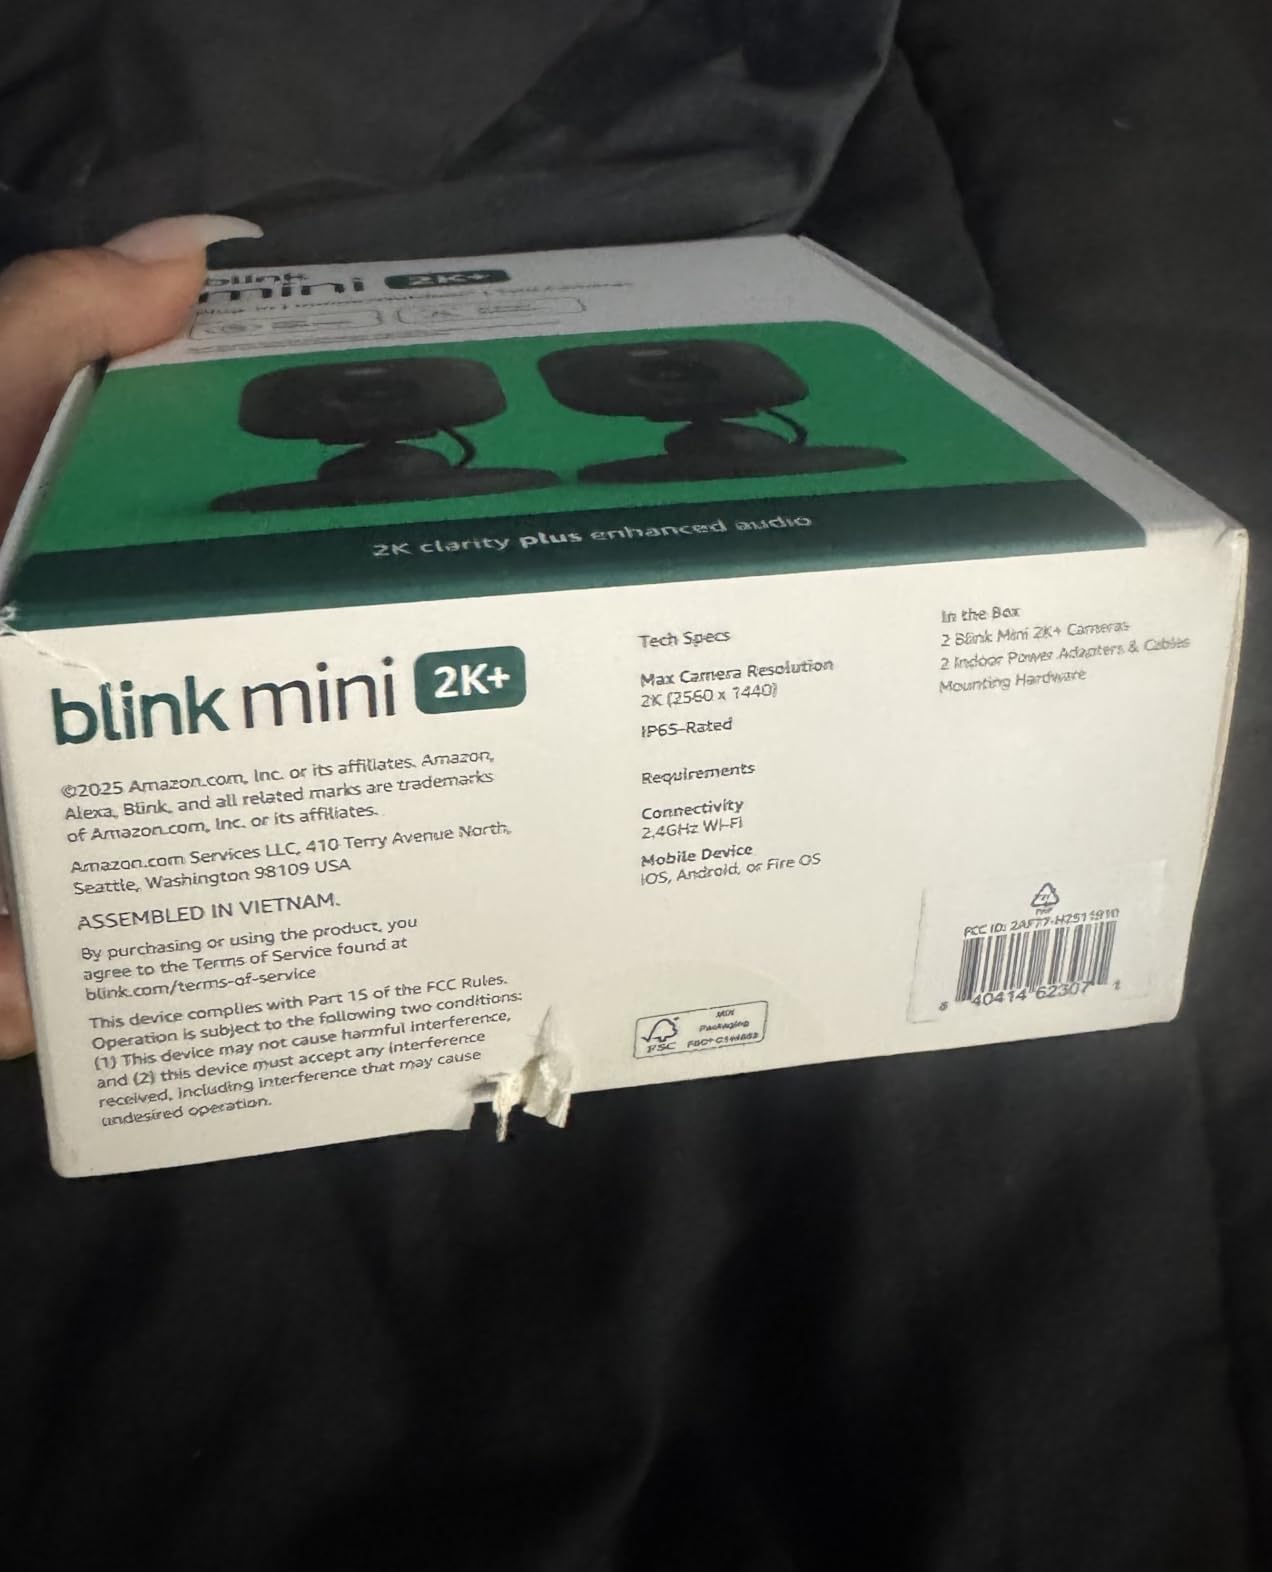 blink
mini 2K+
2K clarity plus enhanced audio
blink mini 2K+
©2025 Amazon.com, Inc. or its affiliates. Amazon,
Alexa, Blink, and all related marks are trademarks
of Amazon.com, Inc. or its affiliates.
Amazon.com Services LLC, 410 Terry Avenue North,
Seattle, Washington 98109 USA
ASSEMBLED IN VIETNAM.
By purchasing or using the product, you
agree to the Terms of Service found at
blink.com/terms-of-service
This device complies with Part 15 of the FCC Rules.
Operation is subject to the following two conditions:
(1) This device may not cause harmful interference,
and (2) this device must accept any interference
received, including interference that may cause
undesired operation.
Tech Specs
Max Camera Resolution
2K (2560 x 1440)
IP65-Rated
Requirements
Connectivity
2.4GHz Wi-Fi
Mobile Device
iOS, Android, or Fire OS
In the Box
2 Blink Mini 2K+ Cameras
2 Indoor Power Adapters & Cables
Mounting Hardware
PAP
FCC ID:
8 40414 62307 1
FSC
MIX
Packaging